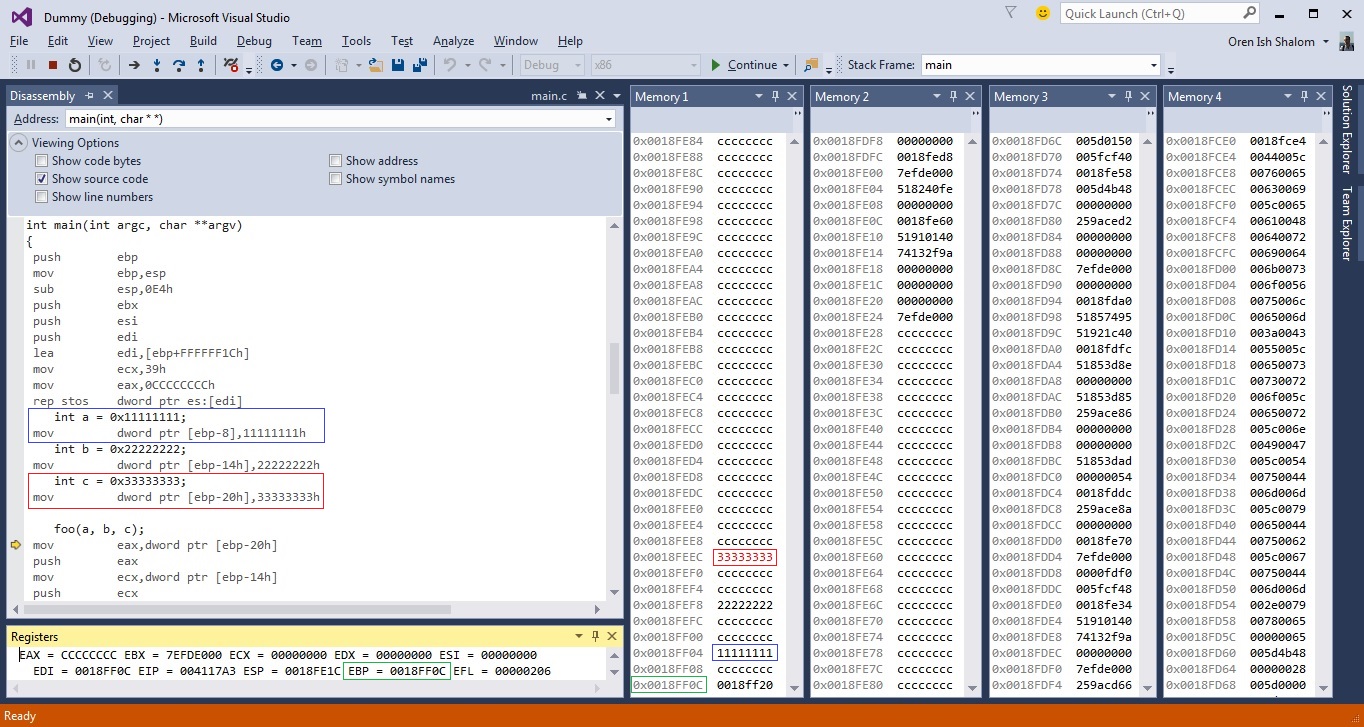 Dummy (Debugging) - Microsoft Visual Studio
Quick Launch (Ctrl+Q)
File Edit View Project Build Debug Team Tools Test Analyze Window Help
Oren Ish Shalom
Debug x86 Continue Stack Frame: main
Disassembly main.c
Address: main(int, char * *)
Viewing Options
Show code bytes Show address
Show source code Show symbol names
Show line numbers
int main(int argc, char **argv)
{
push ebp
mov ebp,esp
sub esp,0E4h
push ebx
push esi
push edi
lea edi,[ebp+FFFFFF1Ch]
mov ecx,39h
mov eax,0CCCCCCCCh
rep stos dword ptr es:[edi]
int a = 0x11111111;
mov dword ptr [ebp-8],11111111h
int b = 0x22222222;
mov dword ptr [ebp-14h],22222222h
int c = 0x33333333;
mov dword ptr [ebp-20h],33333333h
foo(a, b, c);
mov eax,dword ptr [ebp-20h]
push eax
mov ecx,dword ptr [ebp-14h]
push ecx
Registers
EAX = CCCCCCCC EBX = 7EFDE000 ECX = 00000000 EDX = 00000000 ESI = 00000000
EDI = 0018FF0C EIP = 004117A3 ESP = 0018FE1C EBP = 0018FF0C EFL = 00000206
Memory 1
0x0018FE84 cccccccc
0x0018FE88 cccccccc
0x0018FE8C cccccccc
0x0018FE90 cccccccc
0x0018FE94 cccccccc
0x0018FE98 cccccccc
0x0018FE9C cccccccc
0x0018FEA0 cccccccc
0x0018FEA4 cccccccc
0x0018FEA8 cccccccc
0x0018FEAC cccccccc
0x0018FEB0 cccccccc
0x0018FEB4 cccccccc
0x0018FEB8 cccccccc
0x0018FEBC cccccccc
0x0018FEC0 cccccccc
0x0018FEC4 cccccccc
0x0018FEC8 cccccccc
0x0018FECC cccccccc
0x0018FED0 cccccccc
0x0018FED4 cccccccc
0x0018FED8 cccccccc
0x0018FEDC cccccccc
0x0018FEE0 cccccccc
0x0018FEE4 cccccccc
0x0018FEE8 cccccccc
0x0018FEEC 33333333
0x0018FEF0 cccccccc
0x0018FEF4 cccccccc
0x0018FEF8 22222222
0x0018FEFC cccccccc
0x0018FF00 cccccccc
0x0018FF04 11111111
0x0018FF08 cccccccc
0x0018FF0C 0018ff20
Memory 2
0x0018FDF8 00000000
0x0018FDFC 0018fed8
0x0018FE00 7efde000
0x0018FE04 518240fe
0x0018FE08 00000000
0x0018FE0C 0018fe60
0x0018FE10 51910140
0x0018FE14 74132f9a
0x0018FE18 00000000
0x0018FE1C 00000000
0x0018FE20 00000000
0x0018FE24 7efde000
0x0018FE28 cccccccc
0x0018FE2C cccccccc
0x0018FE30 cccccccc
0x0018FE34 cccccccc
0x0018FE38 cccccccc
0x0018FE3C cccccccc
0x0018FE40 cccccccc
0x0018FE44 cccccccc
0x0018FE48 cccccccc
0x0018FE4C cccccccc
0x0018FE50 cccccccc
0x0018FE54 cccccccc
0x0018FE58 cccccccc
0x0018FE5C cccccccc
0x0018FE60 cccccccc
0x0018FE64 cccccccc
0x0018FE68 cccccccc
0x0018FE6C cccccccc
0x0018FE70 cccccccc
0x0018FE74 cccccccc
0x0018FE78 cccccccc
0x0018FE7C cccccccc
0x0018FE80 cccccccc
Memory 3
0x0018FD6C 005d0150
0x0018FD70 005fcf40
0x0018FD74 0018fe58
0x0018FD78 005d4b48
0x0018FD7C 00000000
0x0018FD80 259aced2
0x0018FD84 00000000
0x0018FD88 00000000
0x0018FD8C 7efde000
0x0018FD90 00000000
0x0018FD94 0018fda0
0x0018FD98 51857495
0x0018FD9C 51921c40
0x0018FDA0 0018fdfc
0x0018FDA4 51853d8e
0x0018FDA8 00000000
0x0018FDAC 51853d85
0x0018FDB0 259ace86
0x0018FDB4 00000000
0x0018FDB8 00000000
0x0018FDBC 51853dad
0x0018FDC0 00000054
0x0018FDC4 0018fddc
0x0018FDC8 259ace8a
0x0018FDCC 00000000
0x0018FDD0 0018fe70
0x0018FDD4 7efde000
0x0018FDD8 0000fdf0
0x0018FDDC 005fcf48
0x0018FDE0 0018fe34
0x0018FDE4 51910140
0x0018FDE8 74132f9a
0x0018FDEC 00000000
0x0018FDF0 7efde000
0x0018FDF4 259acd66
Memory 4
0x0018FCE0 0018fce4
0x0018FCE4 0044005c
0x0018FCE8 00760065
0x0018FCEC 00630069
0x0018FCF0 005c0065
0x0018FCF4 00610048
0x0018FCF8 00640072
0x0018FCFC 00690064
0x0018FD00 006b0073
0x0018FD04 006f0056
0x0018FD08 0075006c
0x0018FD0C 0065006d
0x0018FD10 003a0043
0x0018FD14 0055005c
0x0018FD18 00650073
0x0018FD1C 00730072
0x0018FD20 006f005c
0x0018FD24 00650072
0x0018FD28 005c006e
0x0018FD2C 00490047
0x0018FD30 005c0054
0x0018FD34 00750044
0x0018FD38 006d006d
0x0018FD3C 005c0079
0x0018FD40 00650044
0x0018FD44 00750062
0x0018FD48 005c0067
0x0018FD4C 00750044
0x0018FD50 006d006d
0x0018FD54 002e0079
0x0018FD58 00780065
0x0018FD5C 00000065
0x0018FD60 005d4b48
0x0018FD64 00000028
0x0018FD68 005d0000
Solution Explorer
Team Explorer
Ready